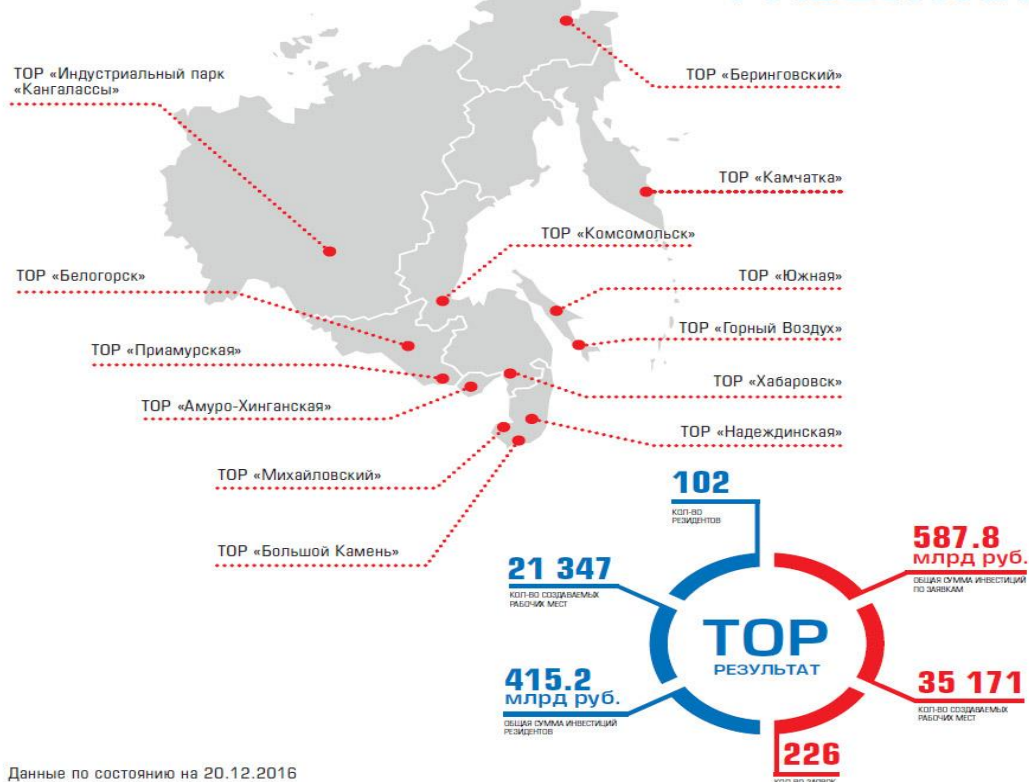 ТОР «Индустриальный парк
«Кангалассы»
ТОР «Беринговский»
ТОР «Камчатка»
ТОР «Комсомольск»
ТОР «Белогорск»
ТОР «Южная»
ТОР «Горный Воздух»
ТОР «Приамурская»
ТОР «Хабаровск»
ТОР «Амуро-Хинганская»
ТОР «Надеждинская»
ТОР «Михайловский»
ТОР «Большой Камень»
102
КОЛ-ВО
РЕЗИДЕНТОВ
587.8
млрд руб.
ОБЩАЯ СУММА ИНВЕСТИЦИЙ
ПО ЗАЯВКАМ
21 347
КОЛ-ВО СОЗДАВАЕМЫХ
РАБОЧИХ МЕСТ
ТОР
РЕЗУЛЬТАТ
415.2
млрд руб.
ОБЩАЯ СУММА ИНВЕСТИЦИЙ
РЕЗИДЕНТОВ
35 171
КОЛ-ВО СОЗДАВАЕМЫХ
РАБОЧИХ МЕСТ
226
КОЛ-ВО ЗАЯВОК
Данные по состоянию на 20.12.2016